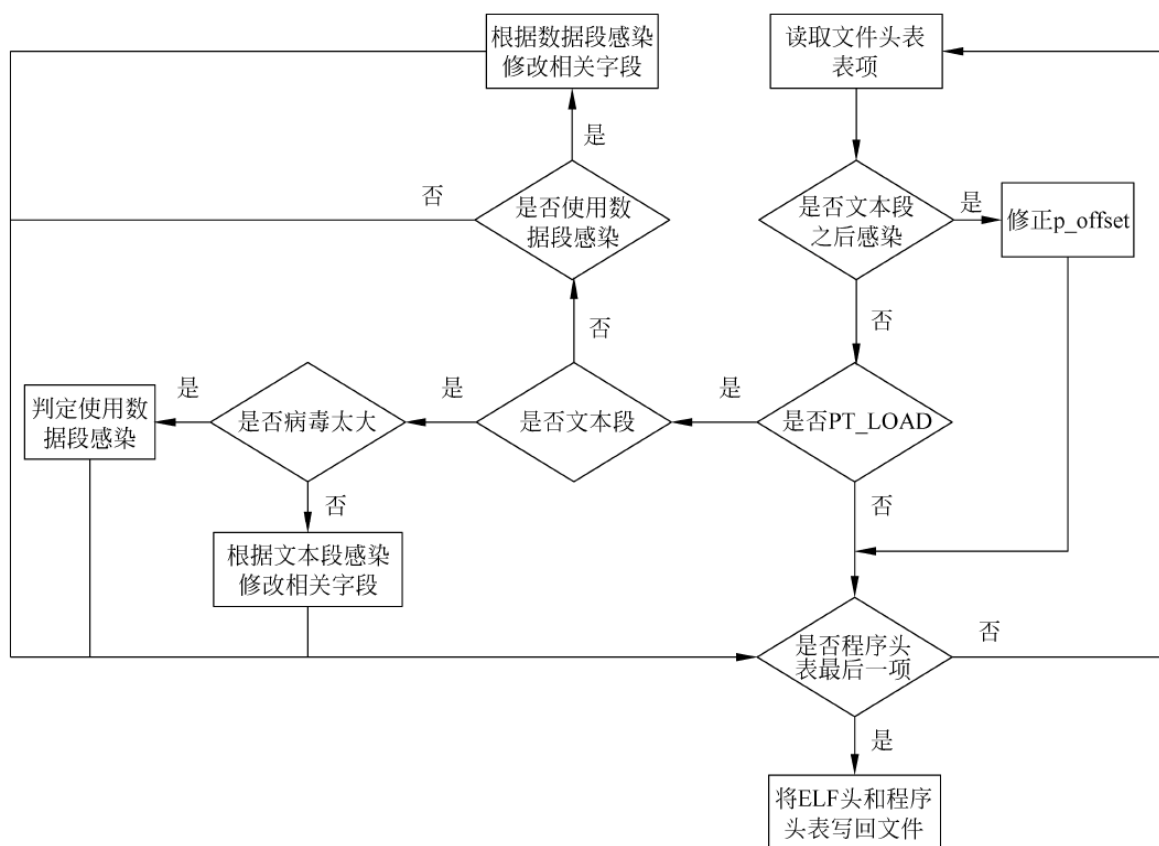 根据数据段感染
修改相关字段
读取文件头表
表项
是
否
是否使用数
据段感染
是否文本段
之后感染
是
修正p_offset
否
否
判定使用数
据段感染
是
是否病毒太大
是
是否文本段
是
是否PT_LOAD
否
否
根据文本段感染
修改相关字段
是否程序头
表最后一项
否
是
将ELF头和程序
头表写回文件